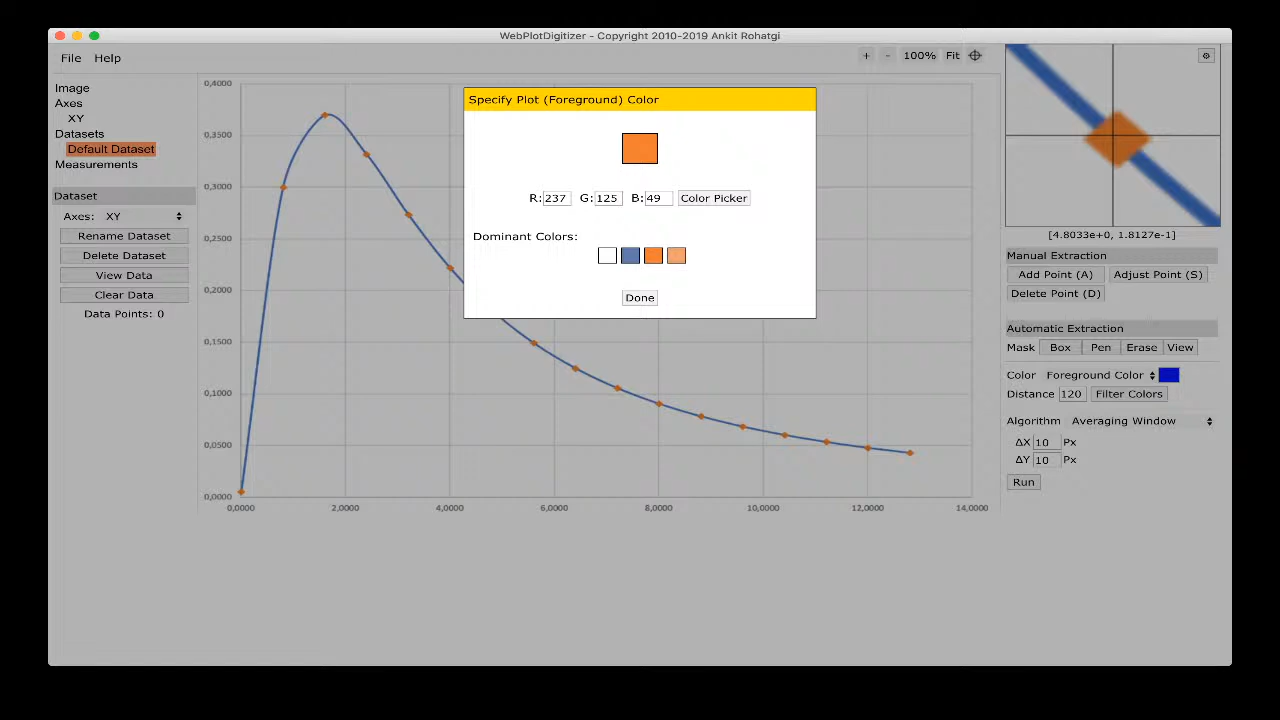 WebPlotDigitizer - Copyright 2010-2019 Ankit Rohatgi
File Help
+ - 100% Fit
Image
Axes
XY
Datasets
Default Dataset
Measurements
Dataset
Axes: XY
Rename Dataset
Delete Dataset
View Data
Clear Data
Data Points: 0
0,4000
0,3500
0,3000
0,2500
0,2000
0,1500
0,1000
0,0500
0,0000
0,0000 2,0000 4,0000 6,0000 8,0000 10,0000 12,0000 14,0000
Specify Plot (Foreground) Color
R: 237 G: 125 B: 49 Color Picker
Dominant Colors:
Done
[4.8033e+0, 1.8127e-1]
Manual Extraction
Add Point (A) Adjust Point (S)
Delete Point (D)
Automatic Extraction
Mask Box Pen Erase View
Color Foreground Color
Distance 120 Filter Colors
Algorithm Averaging Window
ΔX 10 Px
ΔY 10 Px
Run